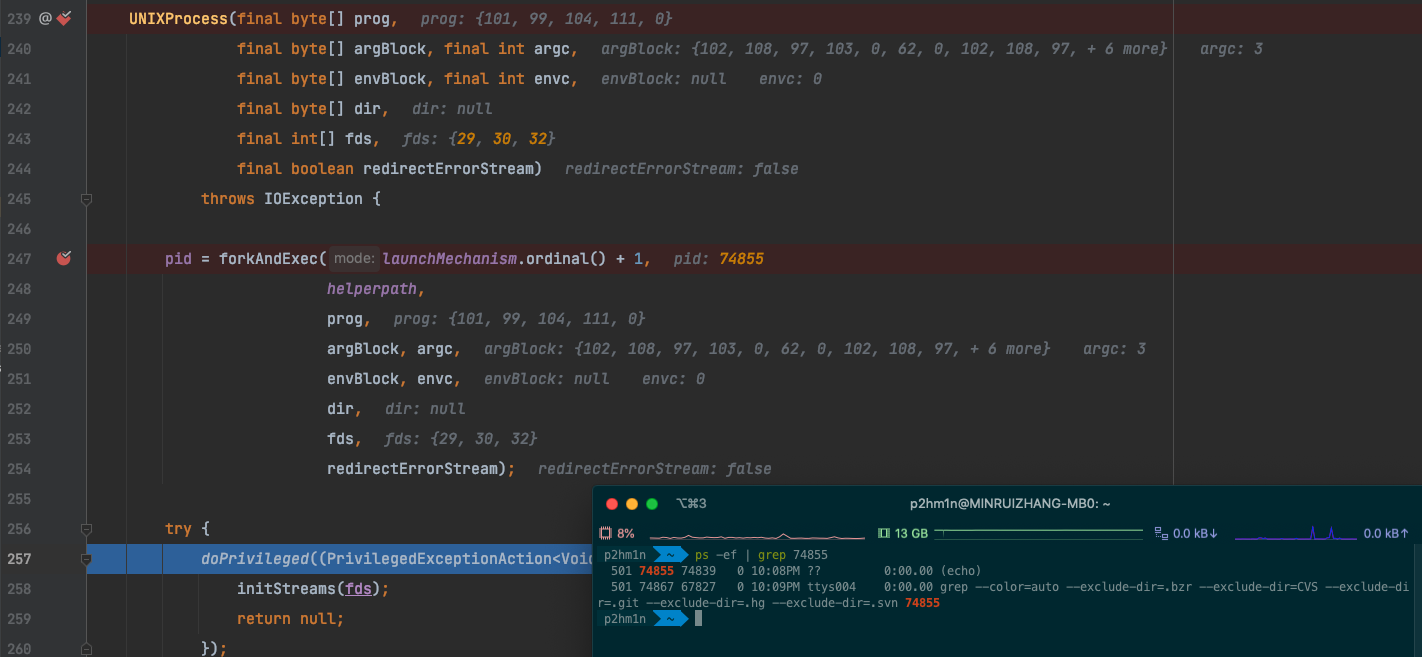 239 @ UNIXProcess(final byte[] prog, prog: {101, 99, 104, 111, 0}
240 final byte[] argBlock, final int argc, argBlock: {102, 108, 97, 103, 0, 62, 0, 102, 108, 97, + 6 more} argc: 3
241 final byte[] envBlock, final int envc, envBlock: null envc: 0
242 final byte[] dir, dir: null
243 final int[] fds, fds: {29, 30, 32}
244 final boolean redirectErrorStream) redirectErrorStream: false
245 throws IOException {
246
247 pid = forkAndExec( mode: launchMechanism.ordinal() + 1, pid: 74855
248 helperpath,
249 prog, prog: {101, 99, 104, 111, 0}
250 argBlock, argc, argBlock: {102, 108, 97, 103, 0, 62, 0, 102, 108, 97, + 6 more} argc: 3
251 envBlock, envc, envBlock: null envc: 0
252 dir, dir: null
253 fds, fds: {29, 30, 32}
254 redirectErrorStream); redirectErrorStream: false
255
256 try {
257 doPrivileged((PrivilegedExceptionAction<Void
258 initStreams(fds);
259 return null;
260 });
⌥⌘3 p2hm1n@MINRUIZHANG-MB0: ~
8% 13 GB 0.0 kB↓ 0.0 kB↑
p2hm1n ~ ps -ef | grep 74855
501 74855 74839 0 10:08PM ?? 0:00.00 (echo)
501 74867 67827 0 10:09PM ttys004 0:00.00 grep --color=auto --exclude-dir=.bzr --exclude-dir=CVS --exclude-di
r=.git --exclude-dir=.hg --exclude-dir=.svn 74855
p2hm1n ~